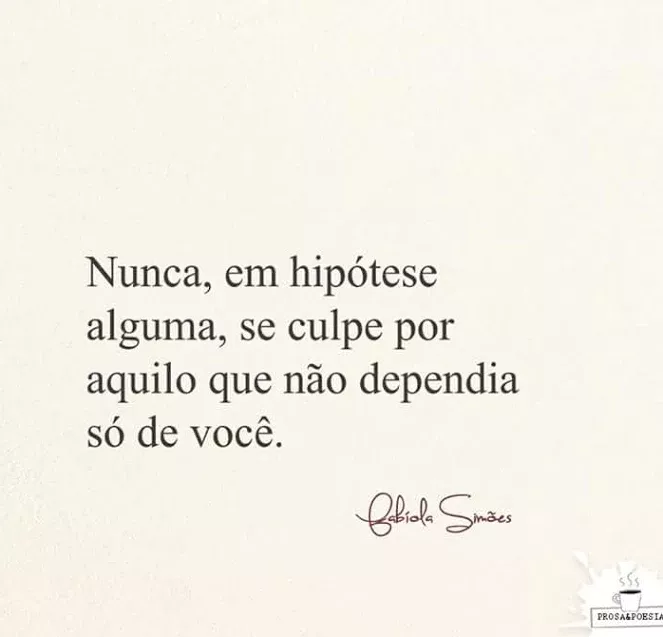 Nunca, em hipótese
alguma, se culpe por
aquilo que não dependia
só de você.
Fabíola Simões
PROSA&POESIA